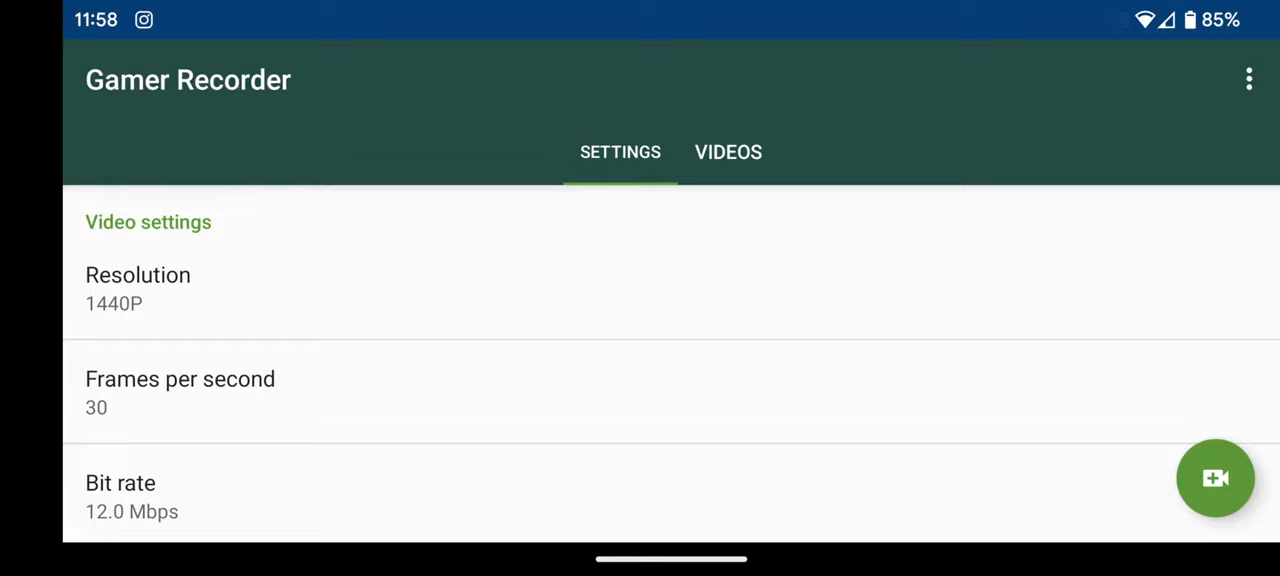 11:58 85%
Gamer Recorder
SETTINGS VIDEOS
Video settings
Resolution
1440P
Frames per second
30
Bit rate
12.0 Mbps